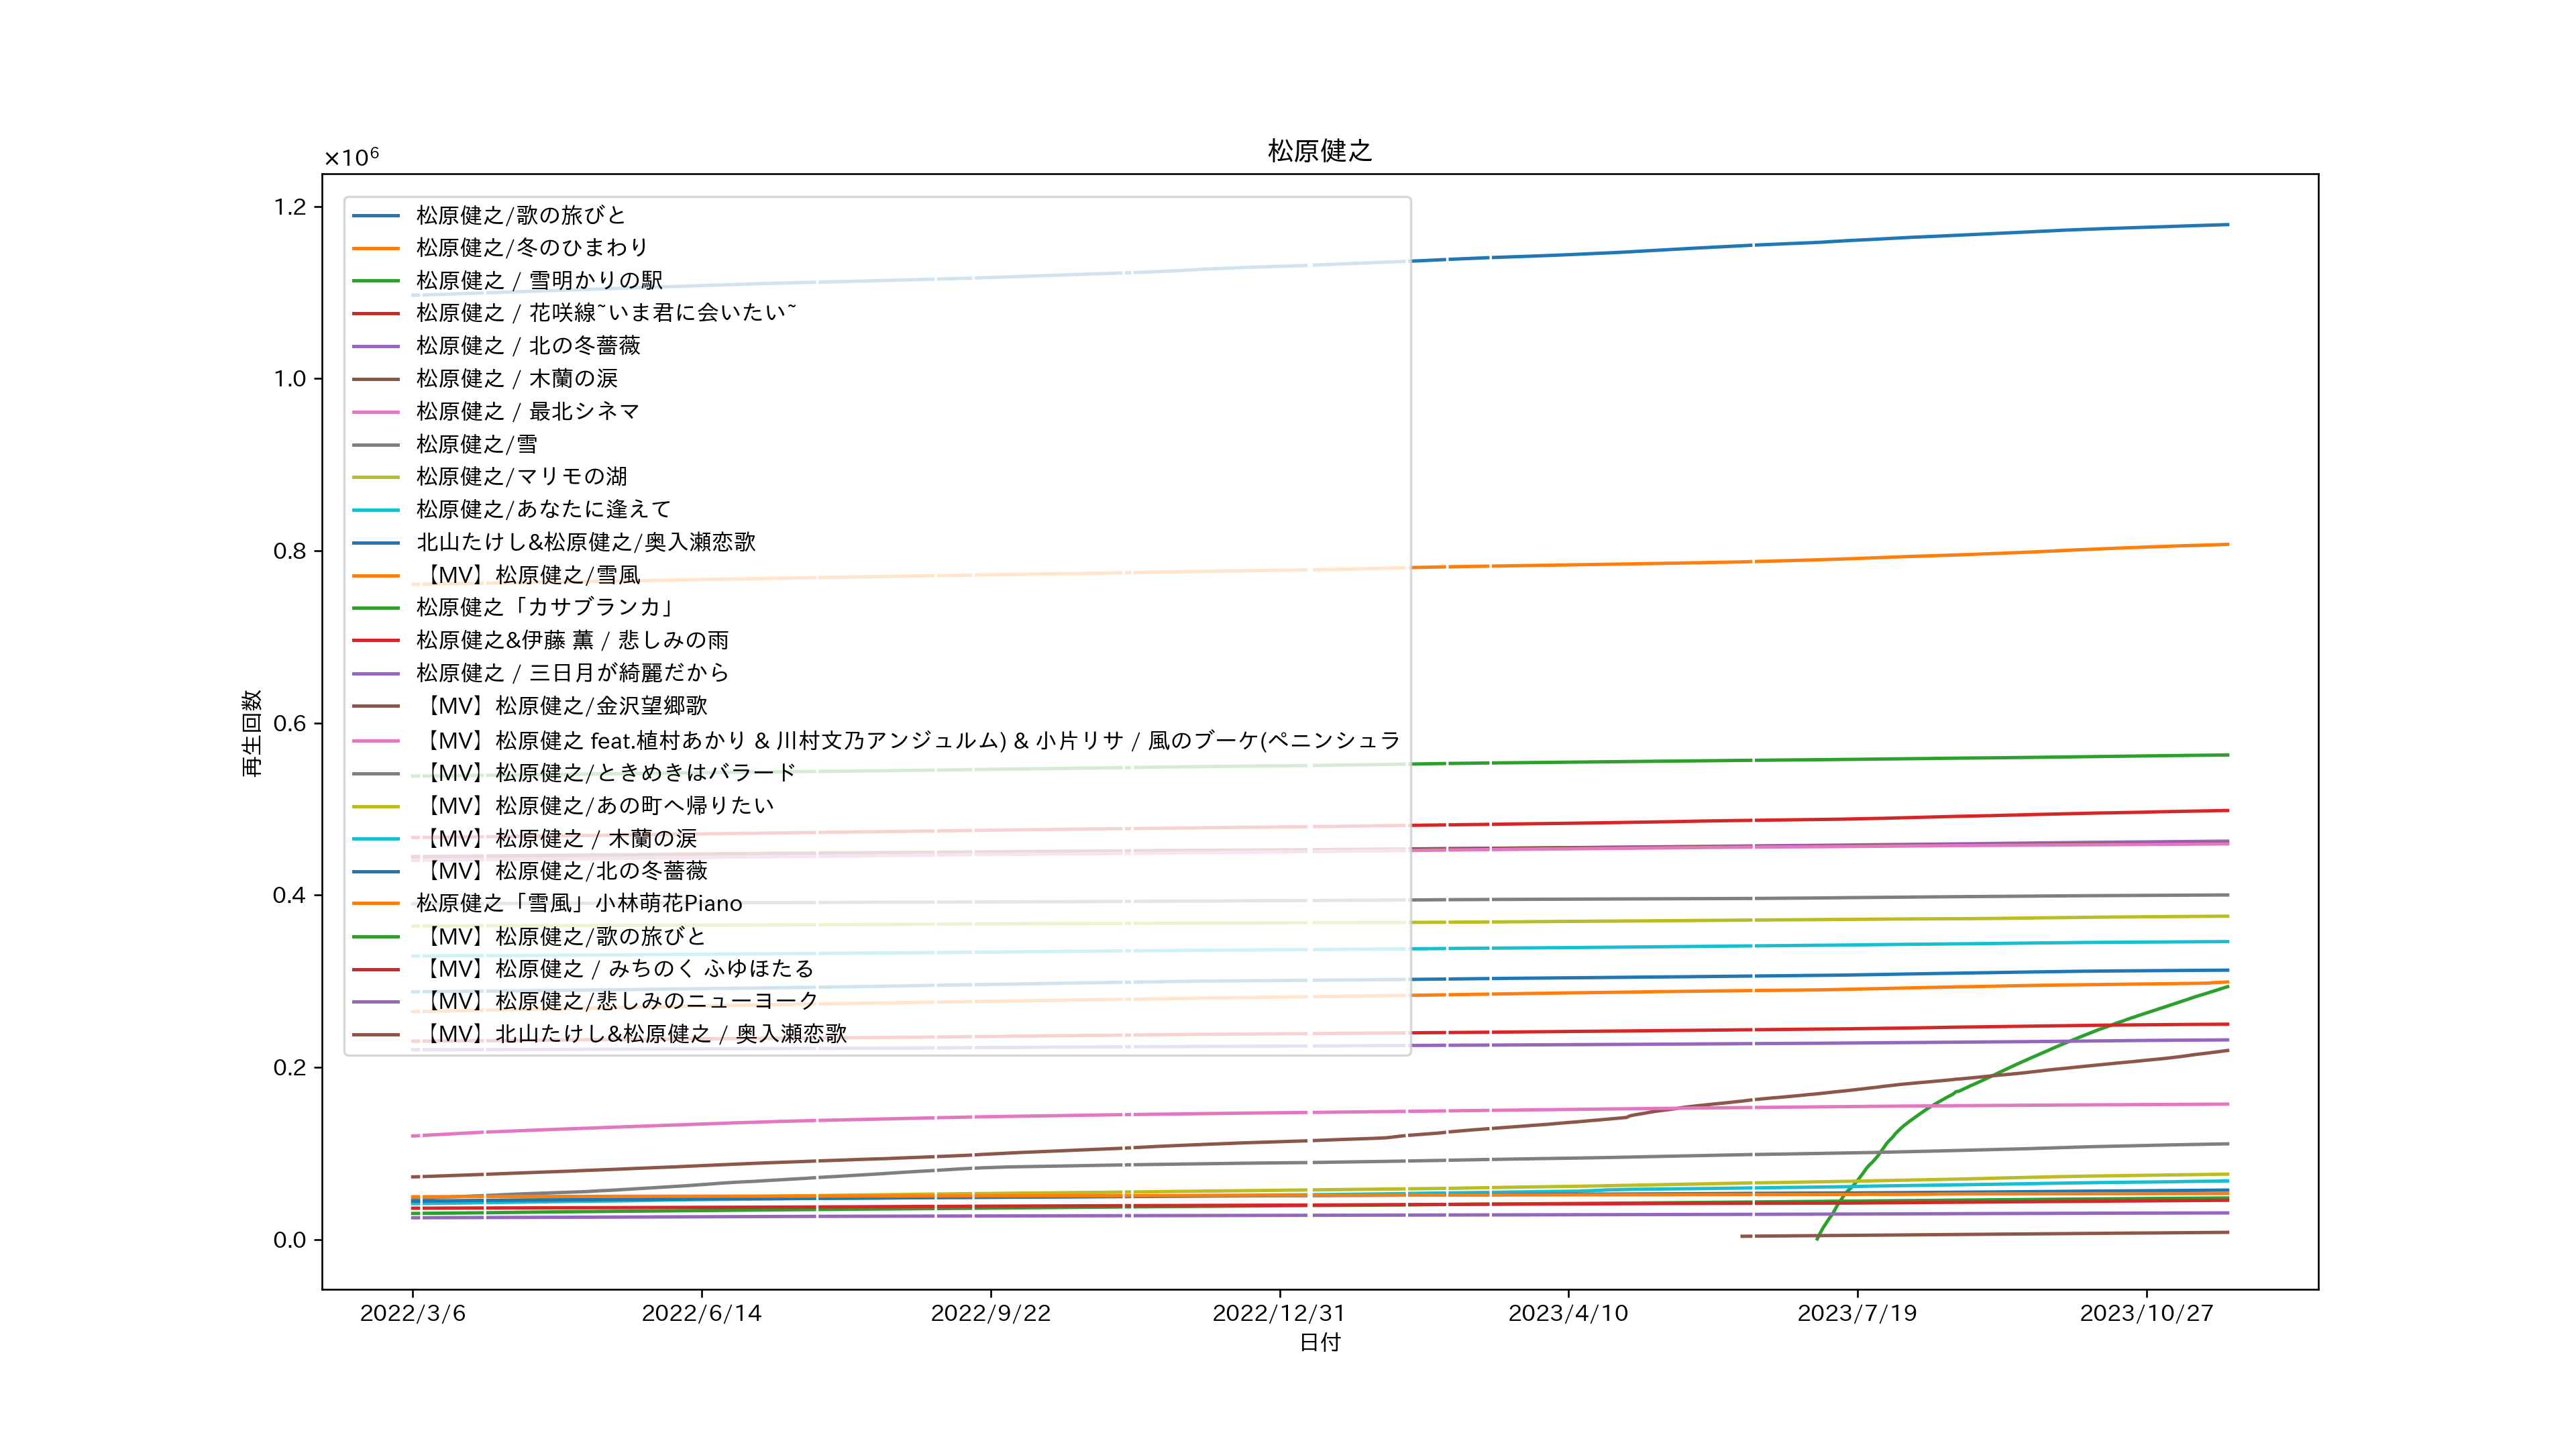 松原健之
×10⁶
1.2
1.0
0.8
0.6
0.4
0.2
0.0
再生回数
松原健之/歌の旅びと
松原健之/冬のひまわり
松原健之 / 雪明かりの駅
松原健之 / 花咲線~いま君に会いたい~
松原健之 / 北の冬薔薇
松原健之 / 木蘭の涙
松原健之 / 最北シネマ
松原健之/雪
松原健之/マリモの湖
松原健之/あなたに逢えて
北山たけし&松原健之/奥入瀬恋歌
【MV】松原健之/雪風
松原健之「カサブランカ」
松原健之&伊藤 薫 / 悲しみの雨
松原健之 / 三日月が綺麗だから
【MV】松原健之/金沢望郷歌
【MV】松原健之 feat.植村あかり & 川村文乃アンジュルム) & 小片リサ / 風のブーケ(ペニンシュラ
【MV】松原健之/ときめきはバラード
【MV】松原健之/あの町へ帰りたい
【MV】松原健之 / 木蘭の涙
【MV】松原健之/北の冬薔薇
松原健之「雪風」小林萌花Piano
【MV】松原健之/歌の旅びと
【MV】松原健之 / みちのく ふゆほたる
【MV】松原健之/悲しみのニューヨーク
【MV】北山たけし&松原健之 / 奥入瀬恋歌
2022/3/6
2022/6/14
2022/9/22
2022/12/31
2023/4/10
2023/7/19
2023/10/27
日付